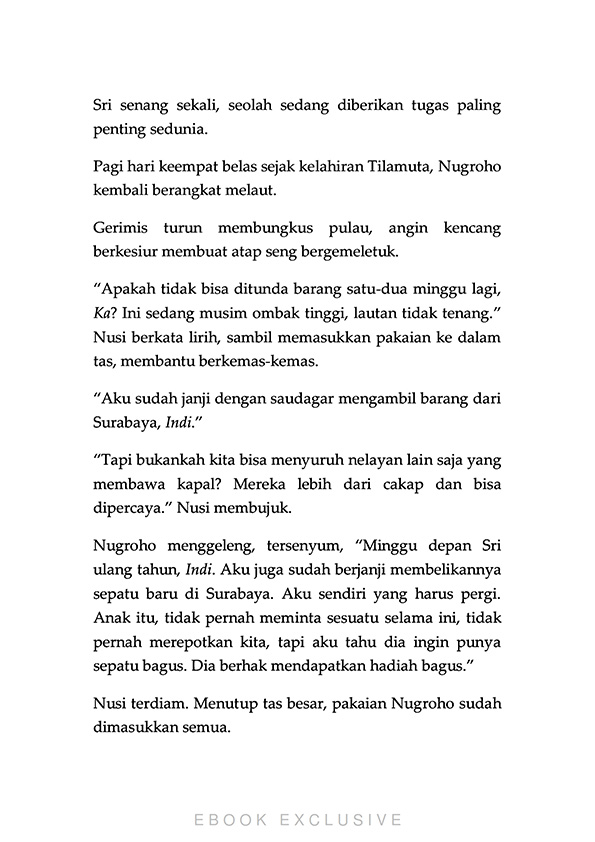 Sri senang sekali, seolah sedang diberikan tugas paling
penting sedunia.
Pagi hari keempat belas sejak kelahiran Tilamuta, Nugroho
kembali berangkat melaut.
Gerimis turun membungkus pulau, angin kencang
berkesiur membuat atap seng bergemeletuk.
“Apakah tidak bisa ditunda barang satu-dua minggu lagi,
Ka? Ini sedang musim ombak tinggi, lautan tidak tenang.”
Nusi berkata lirih, sambil memasukkan pakaian ke dalam
tas, membantu berkemas-kemas.
“Aku sudah janji dengan saudagar mengambil barang dari
Surabaya, Indi.”
“Tapi bukankah kita bisa menyuruh nelayan lain saja yang
membawa kapal? Mereka lebih dari cakap dan bisa
dipercaya.” Nusi membujuk.
Nugroho menggeleng, tersenyum, “Minggu depan Sri
ulang tahun, Indi. Aku juga sudah berjanji membelikannya
sepatu baru di Surabaya. Aku sendiri yang harus pergi.
Anak itu, tidak pernah meminta sesuatu selama ini, tidak
pernah merepotkan kita, tapi aku tahu dia ingin punya
sepatu bagus. Dia berhak mendapatkan hadiah bagus.”
Nusi terdiam. Menutup tas besar, pakaian Nugroho sudah
dimasukkan semua.
EBOOK EXCLUSIVE